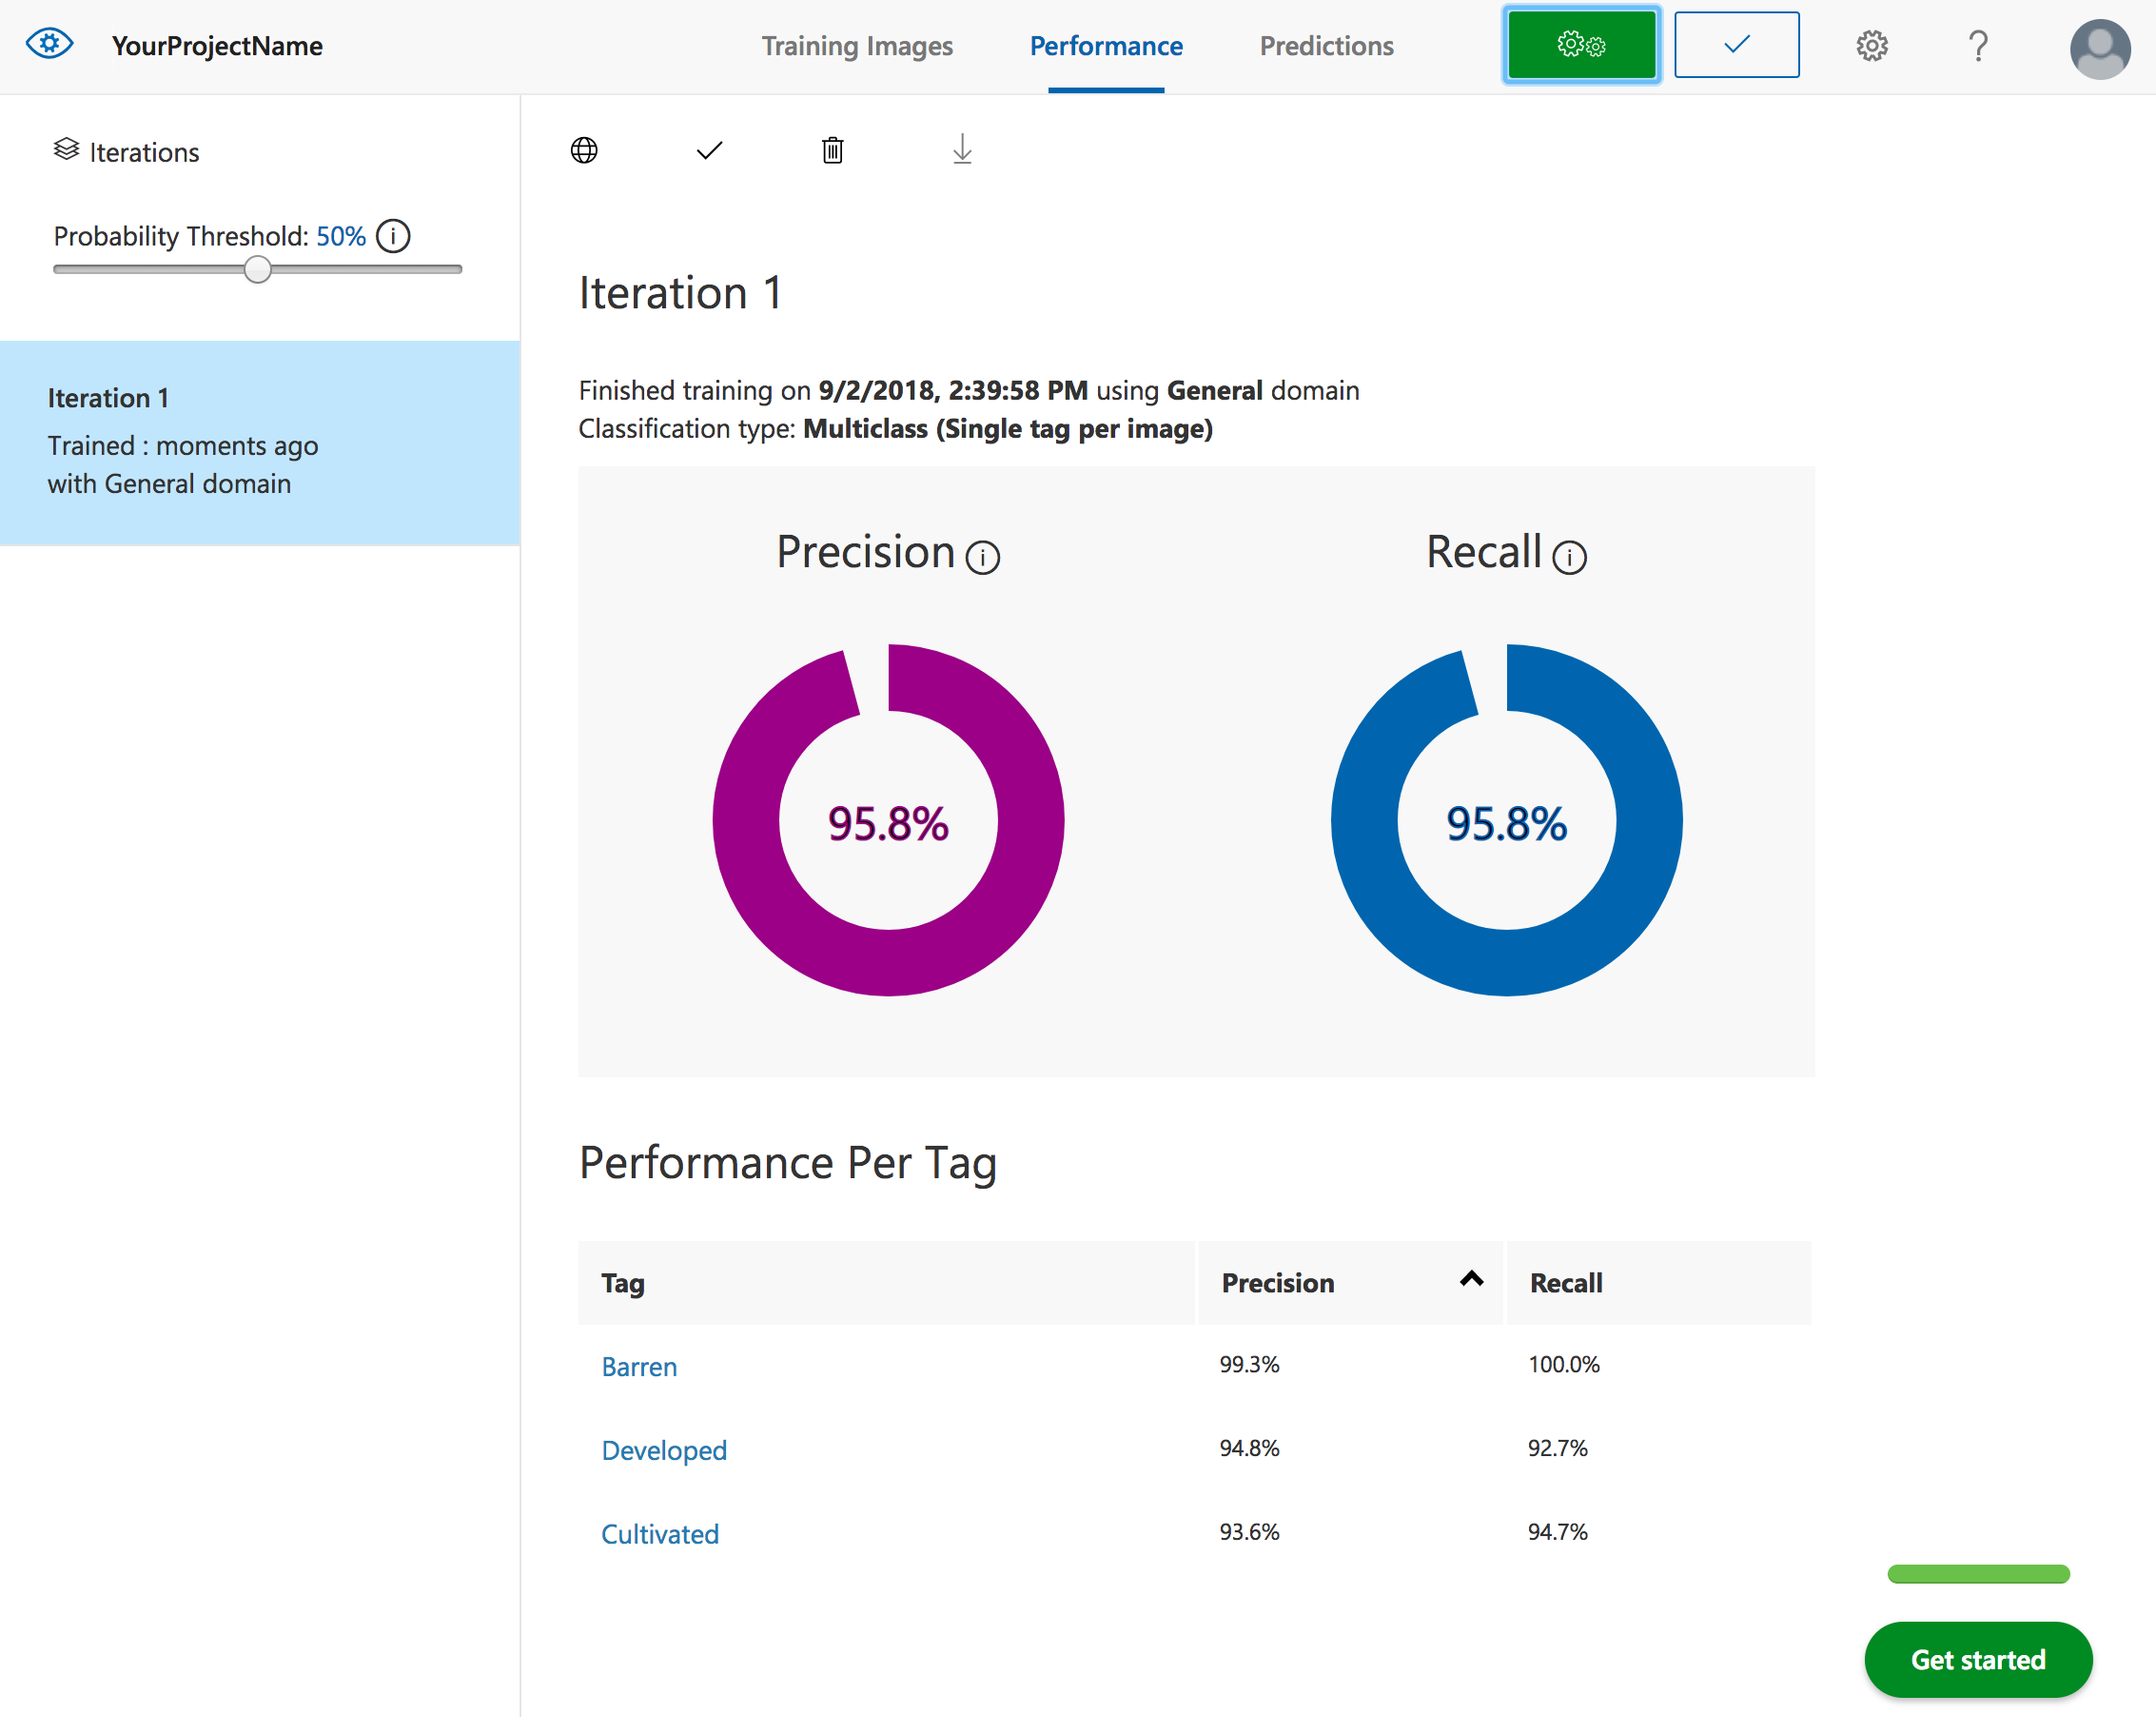 YourProjectName
Training Images
Performance
Predictions
?
Iterations
Probability Threshold: 50% i
Iteration 1
Trained : moments ago
with General domain
Iteration 1
Finished training on 9/2/2018, 2:39:58 PM using General domain
Classification type: Multiclass (Single tag per image)
Precision i
Recall i
95.8%
95.8%
Performance Per Tag
Tag Precision Recall
Barren 99.3% 100.0%
Developed 94.8% 92.7%
Cultivated 93.6% 94.7%
Get started